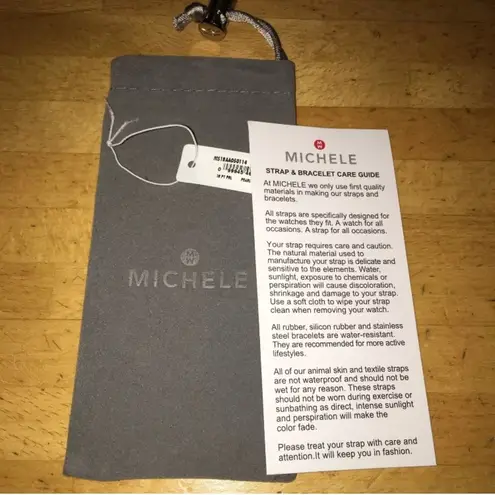 MS18AA060114
0
MW
MICHELE
MW
MICHELE
STRAP & BRACELET CARE GUIDE
At MICHELE we only use first quality
materials in making our straps and
bracelets.
All straps are specifically designed for
the watches they fit. A watch for all
occasions. A strap for all occasions.
Your strap requires care and caution.
The natural material used to
manufacture your strap is delicate and
sensitive to the elements. Water,
sunlight, exposure to chemicals or
perspiration will cause discoloration,
shrinkage and damage to your strap.
Use a soft cloth to wipe your strap
clean when removing your watch.
All rubber, silicon rubber and stainless
steel bracelets are water-resistant.
They are recommended for more active
lifestyles.
All of our animal skin and textile straps
are not waterproof and should not be
wet for any reason. These straps
should not be worn during exercise or
sunbathing as direct, intense sunlight
and perspiration will make the
color fade.
Please treat your strap with care and
attention.It will keep you in fashion.